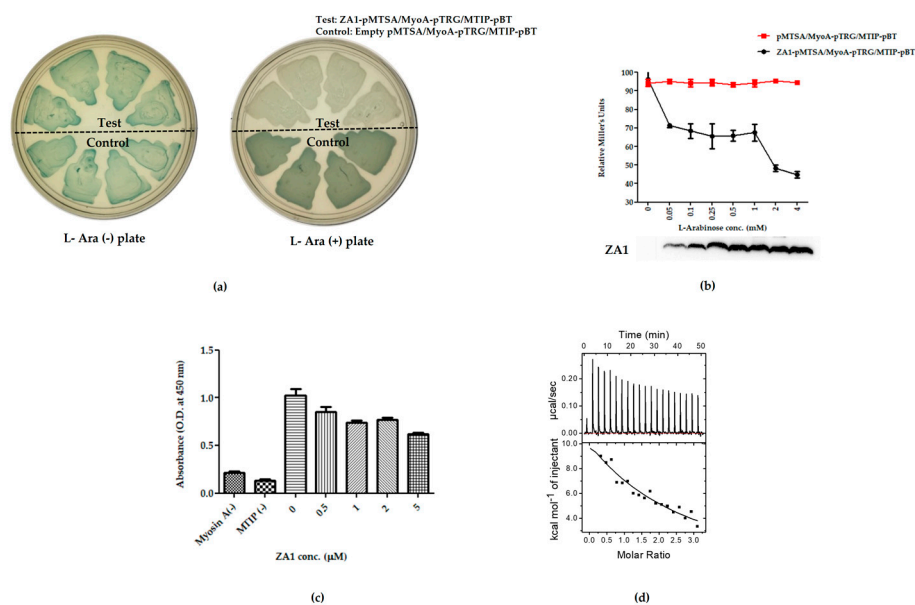 (a)
Test: ZA1-pMTSA/MyoA-pTRG/MTIP-pBT
Control: Empty pMTSA/MyoA-pTRG/MTIP-pBT
Test
Control
Test
Control
L- Ara (-) plate
L- Ara (+) plate
(a)
pMTSA/MyoA-pTRG/MTIP-pBT
ZA1-pMTSA/MyoA-pTRG/MTIP-pBT
Relative Miller's Units
100
90
80
70
60
50
40
30
0
0.05
0.1
0.25
0.5
1
2
4
L-Arabinose conc. (mM)
ZA1
(b)
Absorbance (O.D. at 450 nm)
1.5
1.0
0.5
0.0
Myosin A(-)
MTIP (-)
0
0.5
1
2
5
ZA1 conc. (μM)
(c)
Time (min)
0 10 20 30 40 50
µcal/sec
0.20
0.10
0.00
kcal mol⁻¹ of injectant
10.0
8.0
6.0
4.0
0.0 0.5 1.0 1.5 2.0 2.5 3.0
Molar Ratio
(d)